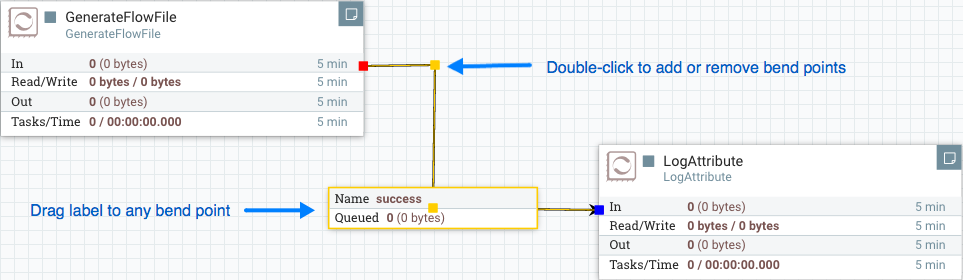 GenerateFlowFile
GenerateFlowFile
In 0 (0 bytes) 5 min
Read/Write 0 bytes / 0 bytes 5 min
Out 0 (0 bytes) 5 min
Tasks/Time 0 / 00:00:00.000 5 min
Double-click to add or remove bend points
Drag label to any bend point
Name success
Queued 0 (0 bytes)
LogAttribute
LogAttribute
In 0 (0 bytes) 5 min
Read/Write 0 bytes / 0 bytes 5 min
Out 0 (0 bytes) 5 min
Tasks/Time 0 / 00:00:00.000 5 min